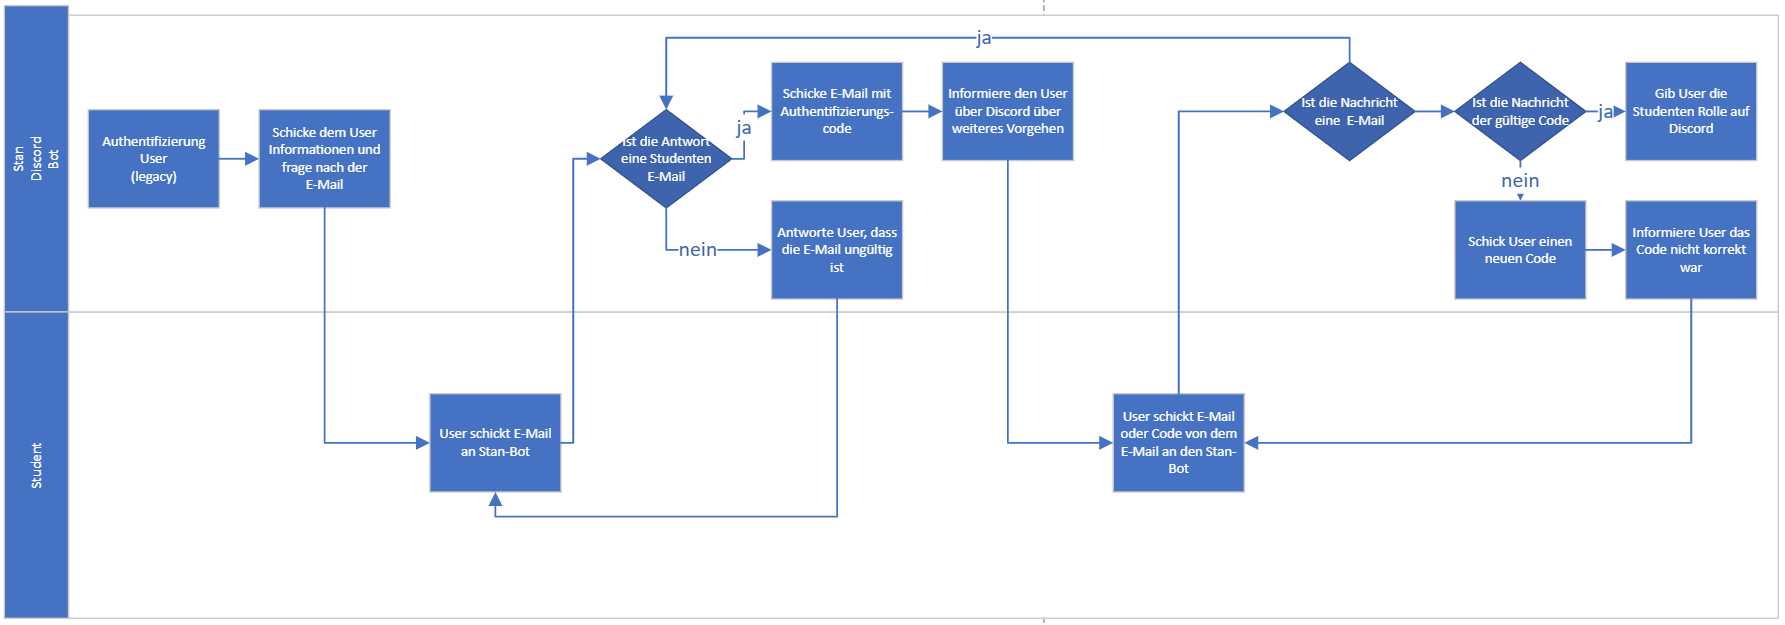 Stan
Discord
Bot
Authentifizierung
User
(legacy)
Schicke dem User
Informationen und
frage nach der
E-Mail
Ist die Antwort
eine Studenten
E-Mail
ja
nein
Schicke E-Mail mit
Authentifizierungs-
code
Antworte User, dass
die E-Mail ungültig
ist
Informiere den User
über Discord über
weiteres Vorgehen
ja
Ist die Nachricht
eine E-Mail
Ist die Nachricht
der gültige Code
ja
nein
Gib User die
Studenten Rolle auf
Discord
Schick User einen
neuen Code
Informiere User das
Code nicht korrekt
war
Student
User schickt E-Mail
an Stan-Bot
User schickt E-Mail
oder Code von dem
E-Mail an den Stan-
Bot